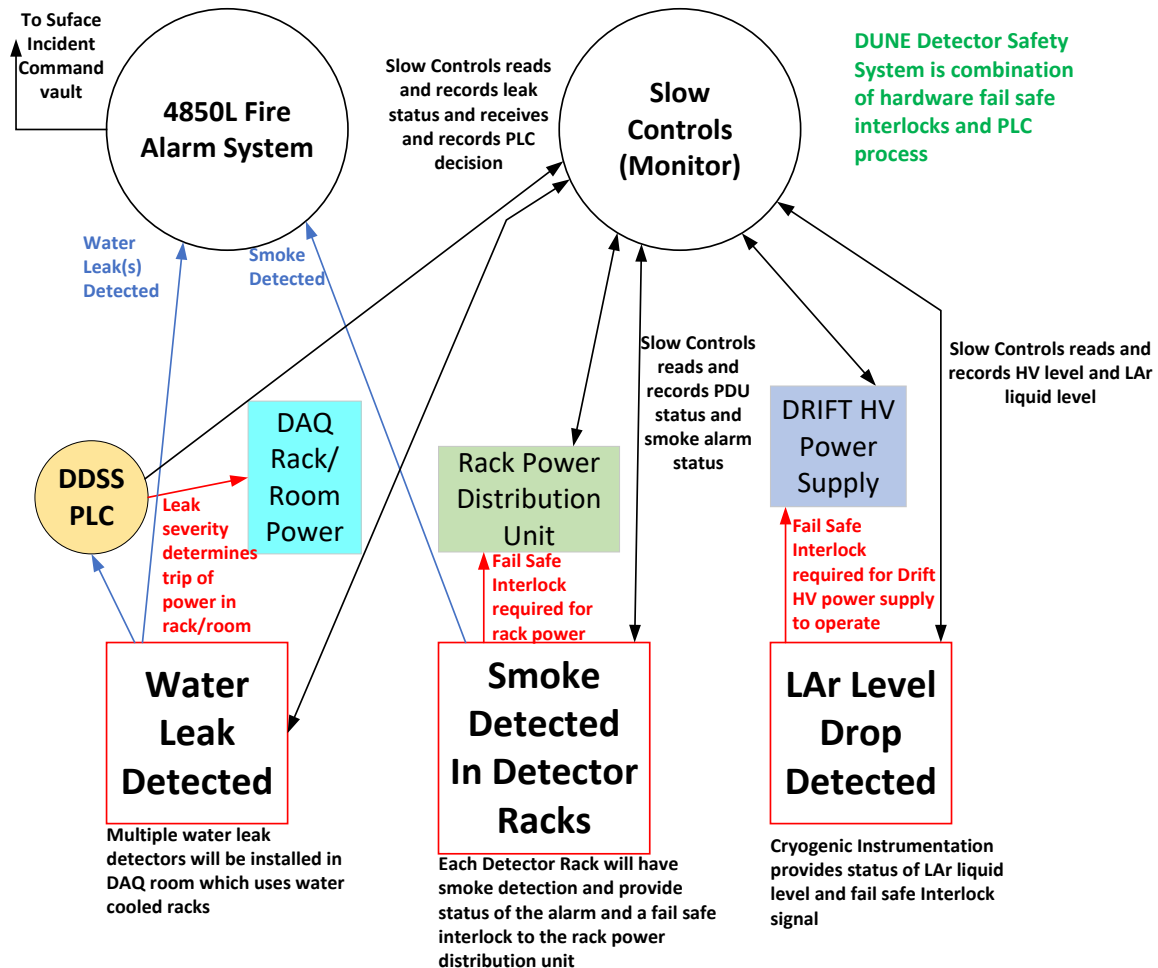 To Suface
Incident
Command
vault
4850L Fire
Alarm System
Slow Controls reads
and records leak
status and receives
and records PLC
decision
Slow
Controls
(Monitor)
DUNE Detector Safety
System is combination
of hardware fail safe
interlocks and PLC
process
Water
Leak(s)
Detected
Smoke
Detected
Slow Controls
reads and
records PDU
status and
smoke alarm
status
Slow Controls reads and
records HV level and LAr
liquid level
DDSS
PLC
DAQ
Rack/
Room
Power
Rack Power
Distribution
Unit
DRIFT HV
Power
Supply
Leak
severity
determines
trip of
power in
rack/room
Fail Safe
Interlock
required for
rack power
Fail Safe
Interlock
required for Drift
HV power supply
to operate
Water
Leak
Detected
Smoke
Detected
In Detector
Racks
LAr Level
Drop
Detected
Multiple water leak
detectors will be installed in
DAQ room which uses water
cooled racks
Each Detector Rack will have
smoke detection and provide
status of the alarm and a fail safe
interlock to the rack power
distribution unit
Cryogenic Instrumentation
provides status of LAr liquid
level and fail safe Interlock
signal